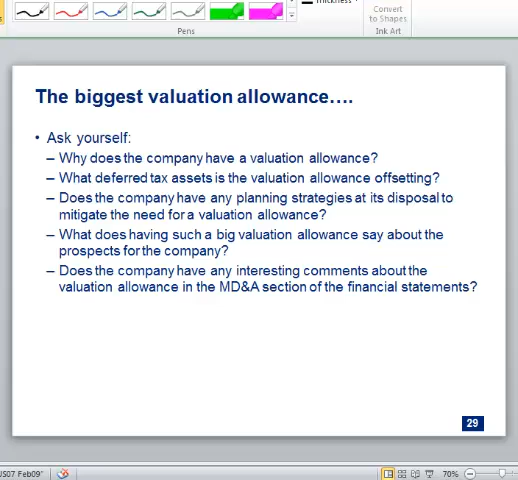 Thickness
Convert
to Shapes
Pens
Ink Art
The biggest valuation allowance….
• Ask yourself:
– Why does the company have a valuation allowance?
– What deferred tax assets is the valuation allowance offsetting?
– Does the company have any planning strategies at its disposal to
mitigate the need for a valuation allowance?
– What does having such a big valuation allowance say about the
prospects for the company?
– Does the company have any interesting comments about the
valuation allowance in the MD&A section of the financial statements?
29
US07 Feb09"
70%